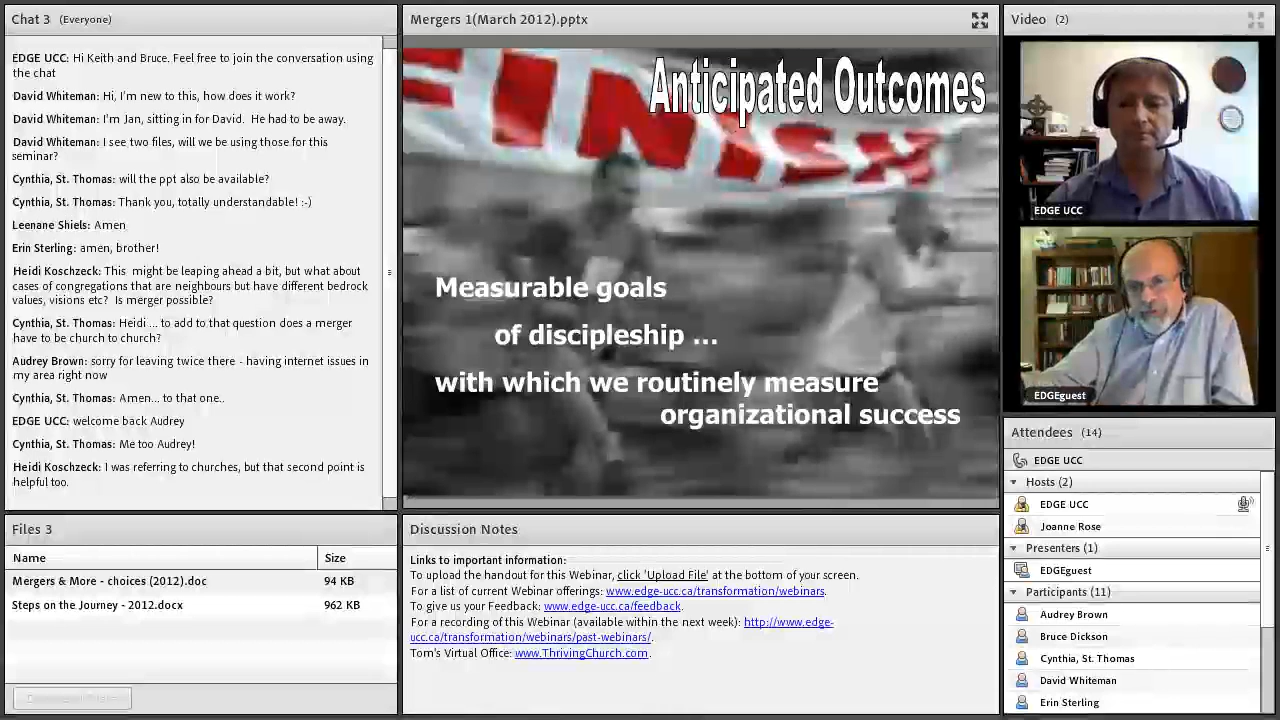 Chat 3 (Everyone)
EDGE UCC: Hi Keith and Bruce. Feel free to join the conversation using
the chat
David Whiteman: Hi, I'm new to this, how does it work?
David Whiteman: I'm Jan, sitting in for David. He had to be away.
David Whiteman: I see two files, will we be using those for this
seminar?
Cynthia, St. Thomas: will the ppt also be available?
Cynthia, St. Thomas: Thank you, totally understandable! :-)
Leenane Shiels: Amen
Erin Sterling: amen, brother!
Heidi Koschzeck: This might be leaping ahead a bit, but what about
cases of congregations that are neighbours but have different bedrock
values, visions etc? Is merger possible?
Cynthia, St. Thomas: Heidi ... to add to that question does a merger
have to be church to church?
Audrey Brown: sorry for leaving twice there - having internet issues in
my area right now
Cynthia, St. Thomas: Amen... to that one..
EDGE UCC: welcome back Audrey
Cynthia, St. Thomas: Me too Audrey!
Heidi Koschzeck: I was referring to churches, but that second point is
helpful too.
Files 3
Name Size
Mergers & More - choices (2012).doc 94 KB
Steps on the Journey - 2012.docx 962 KB
Mergers 1(March 2012).pptx
FINISH
Anticipated Outcomes
Measurable goals
of discipleship ...
with which we routinely measure
organizational success
Discussion Notes
Links to important information:
To upload the handout for this Webinar, click 'Upload File' at the bottom of your screen.
For a list of current Webinar offerings: www.edge-ucc.ca/transformation/webinars.
To give us your Feedback: www.edge-ucc.ca/feedback.
For a recording of this Webinar (available within the next week): http://www.edge-
ucc.ca/transformation/webinars/past-webinars/.
Tom's Virtual Office: www.ThrivingChurch.com.
Video (2)
EDGE UCC
EDGEguest
Attendees (14)
EDGE UCC
Hosts (2)
EDGE UCC
Joanne Rose
Presenters (1)
EDGEguest
Participants (11)
Audrey Brown
Bruce Dickson
Cynthia, St. Thomas
David Whiteman
Erin Sterling